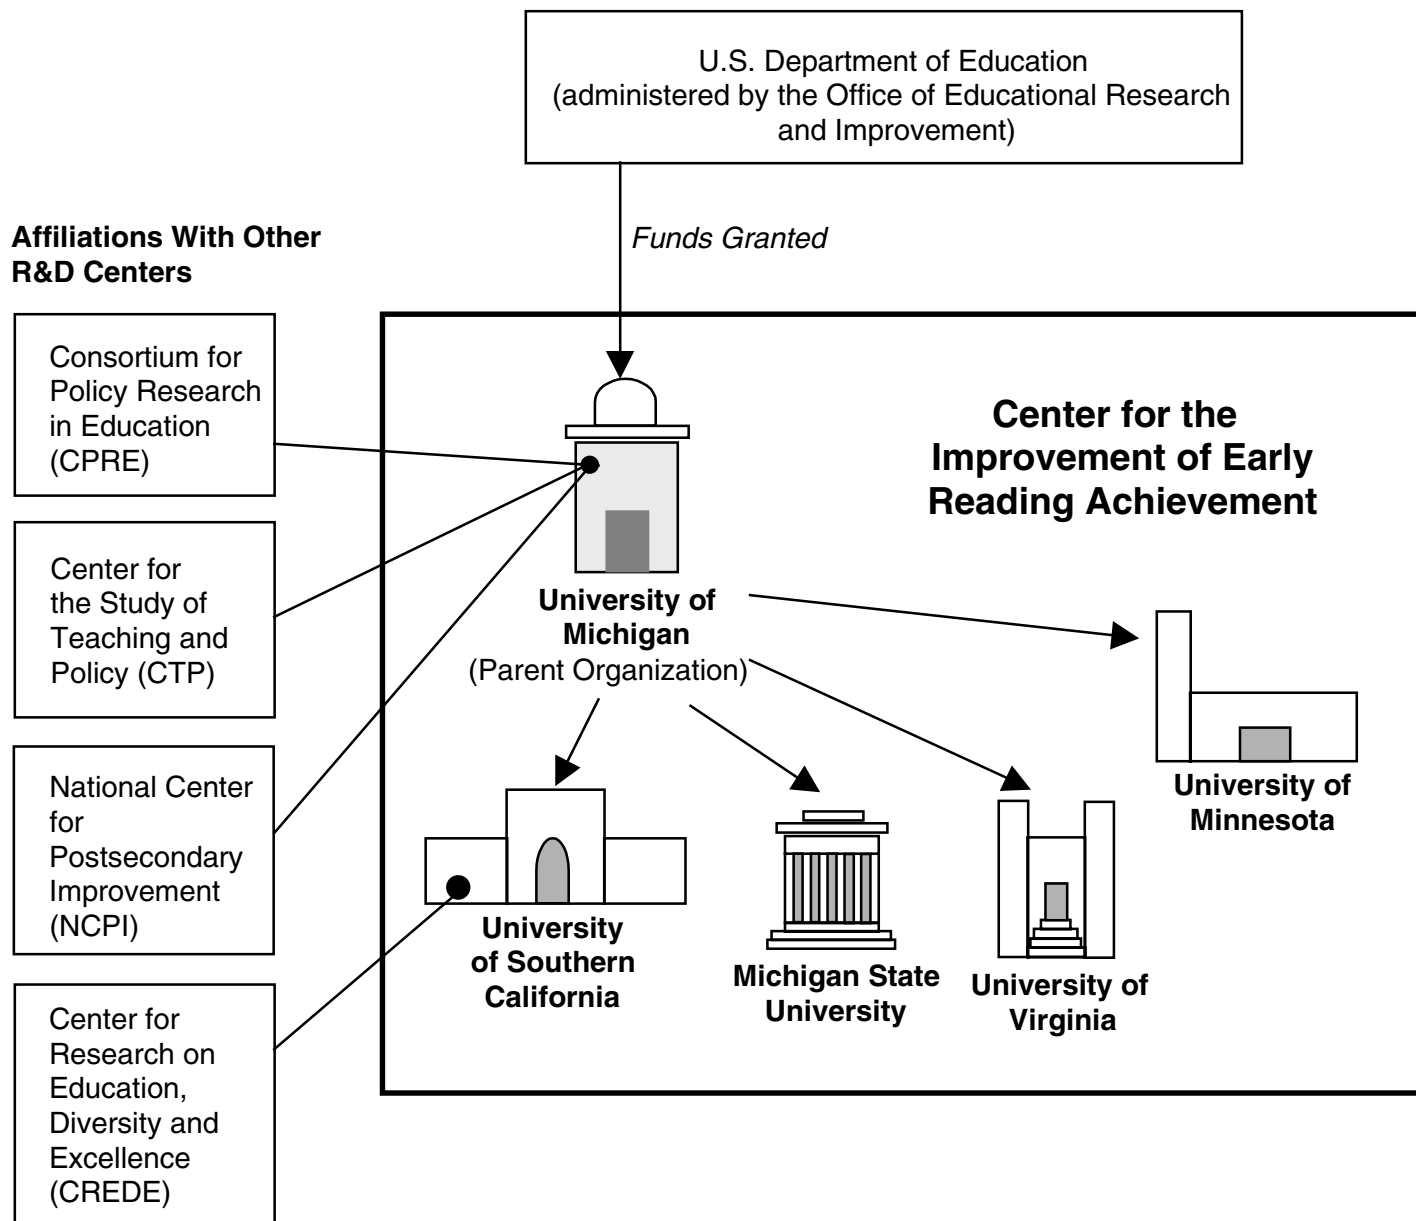 U.S. Department of Education
(administered by the Office of Educational Research
and Improvement)
Funds Granted
Affiliations With Other
R&D Centers
Consortium for
Policy Research
in Education
(CPRE)
Center for
the Study of
Teaching and
Policy (CTP)
National Center
for
Postsecondary
Improvement
(NCPI)
Center for
Research on
Education,
Diversity and
Excellence
(CREDE)
Center for the
Improvement of Early
Reading Achievement
University of
Michigan
(Parent Organization)
University of
Minnesota
University
of Southern
California
Michigan State
University
University of
Virginia